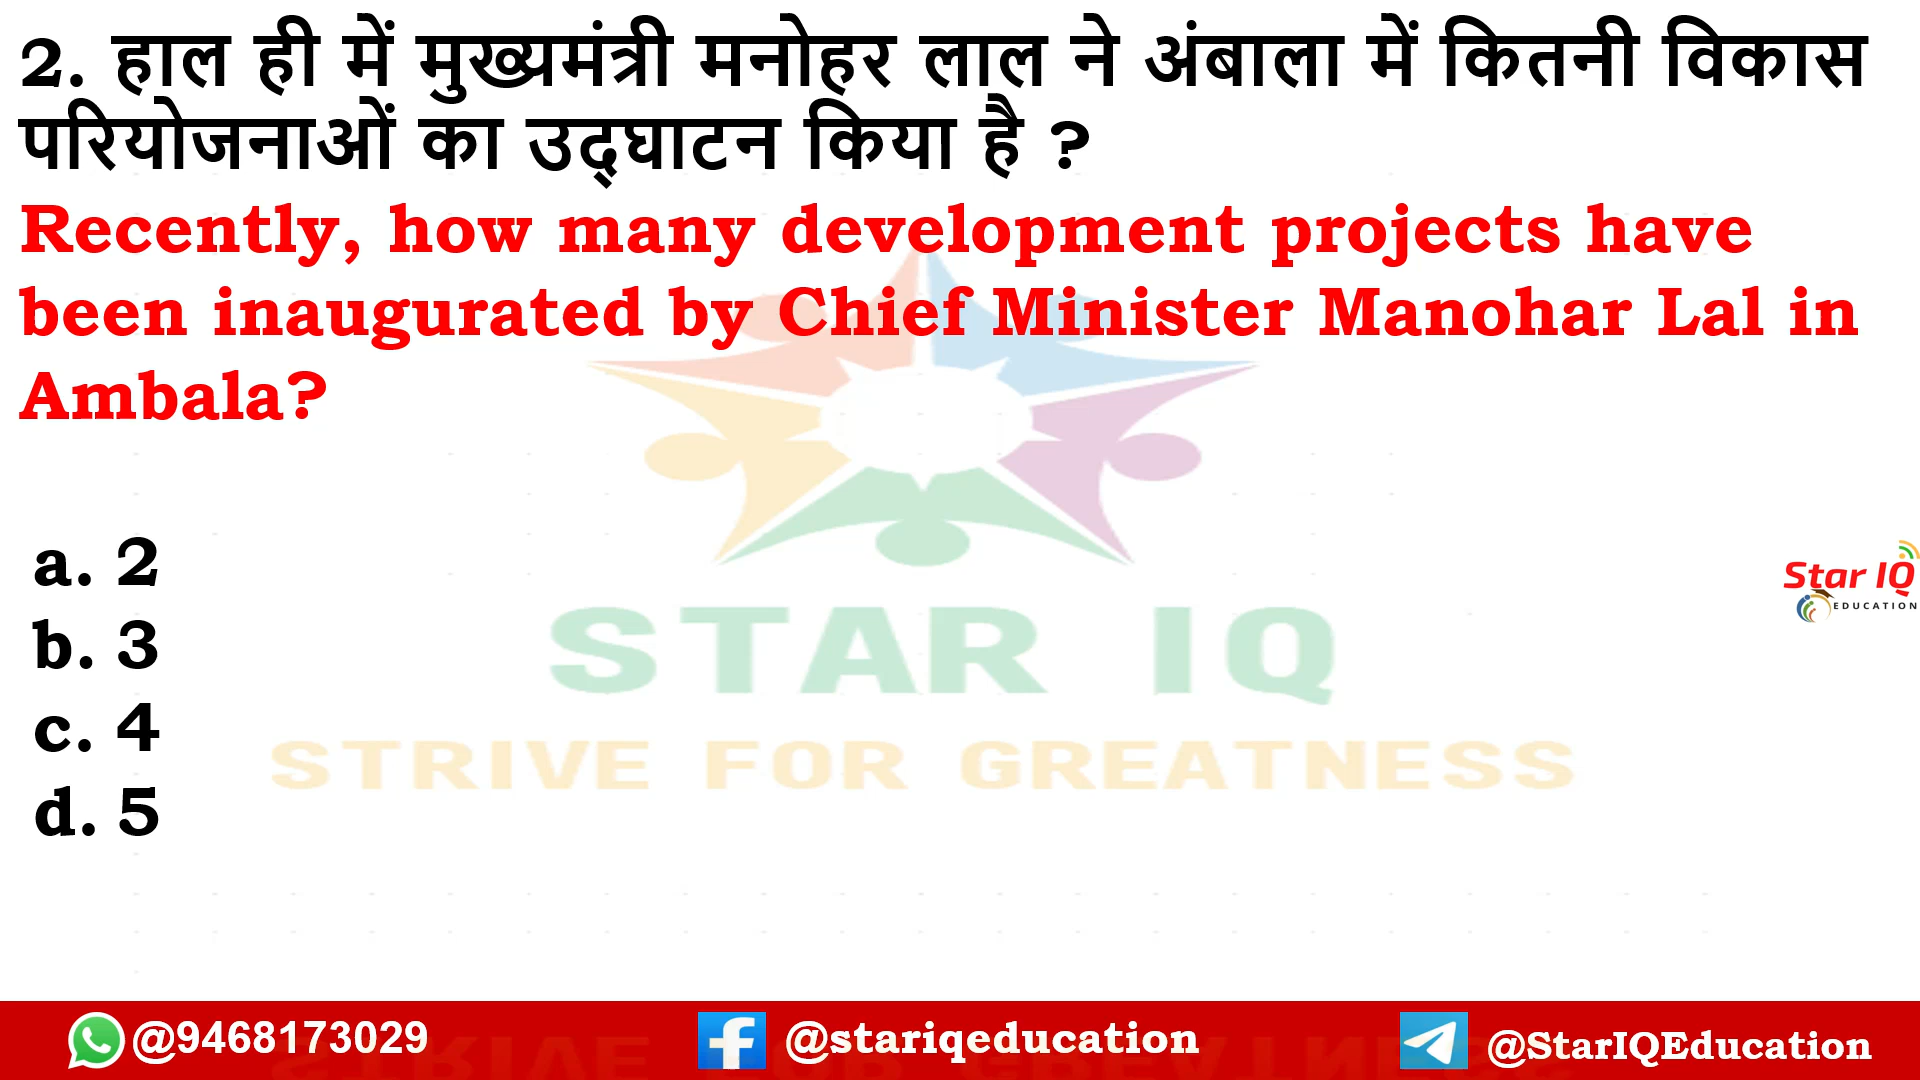 2. हाल ही में मुख्यमंत्री मनोहर लाल ने अंबाला में कितनी विकास
परियोजनाओं का उद्घाटन किया है ?
Recently, how many development projects have
been inaugurated by Chief Minister Manohar Lal in
Ambala?
a. 2
b. 3
c. 4
d. 5
STAR IQ
STRIVE FOR GREATNESS
Star IQ
EDUCATION
@9468173029
@stariqeducation
@StarIQEducation